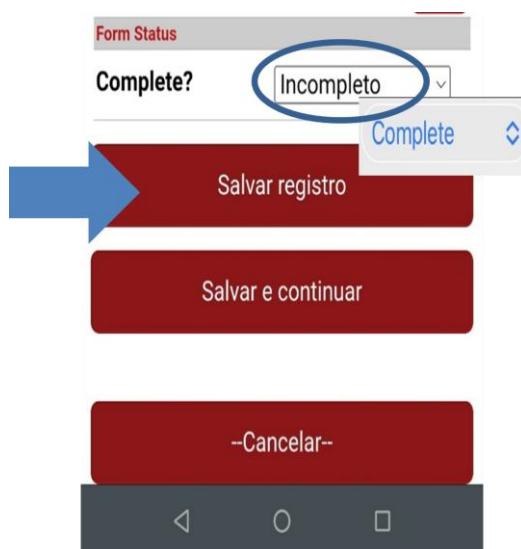 Form Status
Complete? Incompleto
Complete
Salvar registro
Salvar e continuar
--Cancelar--